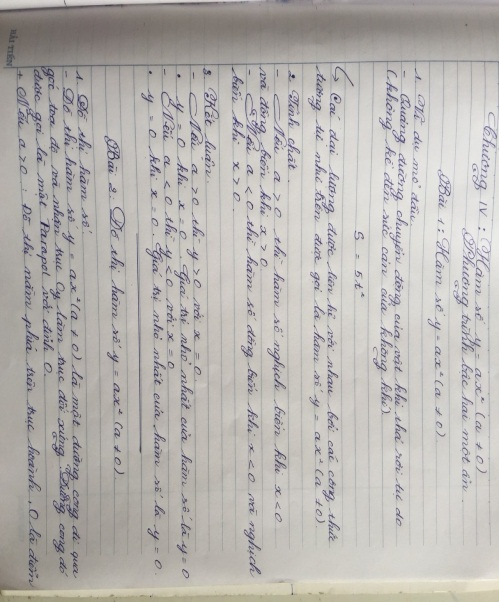 Chương IV : Hàm số y = ax² (a ≠ 0)
Phương trình bậc hai một ẩn.
Bài 1 : Hàm số y = ax² (a ≠ 0).
1. Ví dụ mở đầu
- Quãng đường chuyển động của vật khi thả rơi tự do
(không kể đến sức cản của không khí)
S = 5t²
↳ Các đại lượng được liên hệ với nhau bởi các công thức
tương tự như trên được gọi là hàm số y = ax² (a ≠ 0)
2. Tính chất.
- Nếu a > 0 thì hàm số nghịch biến khi x < 0
và đồng biến khi x > 0
- Nếu a < 0 thì hàm số đồng biến khi x < 0 và nghịch
biến khi x > 0
3. Kết luận.
- Nếu a > 0 thì y > 0 với x = 0
. y = 0 khi x = 0. Giá trị nhỏ nhất của hàm số là y = 0
- Nếu a < 0 thì y < 0 với x = 0
. y = 0 khi x = 0. Giá trị nhỏ nhất của hàm số là y = 0.
Bài 2. Đồ thị hàm số y = ax² (a ≠ 0)
1. Đồ thị hàm số.
- Đồ thị hàm số y = ax² (a ≠ 0) là một đường cong đi qua
gốc tọa độ và nhận trục Oy làm trục đối xứng. Đường cong đó
được gọi là một Parapol với đỉnh O.
+ Nếu a > 0 : Đồ thị nằm phía trên trục hoành, O là điểm
HẢI TIẾN